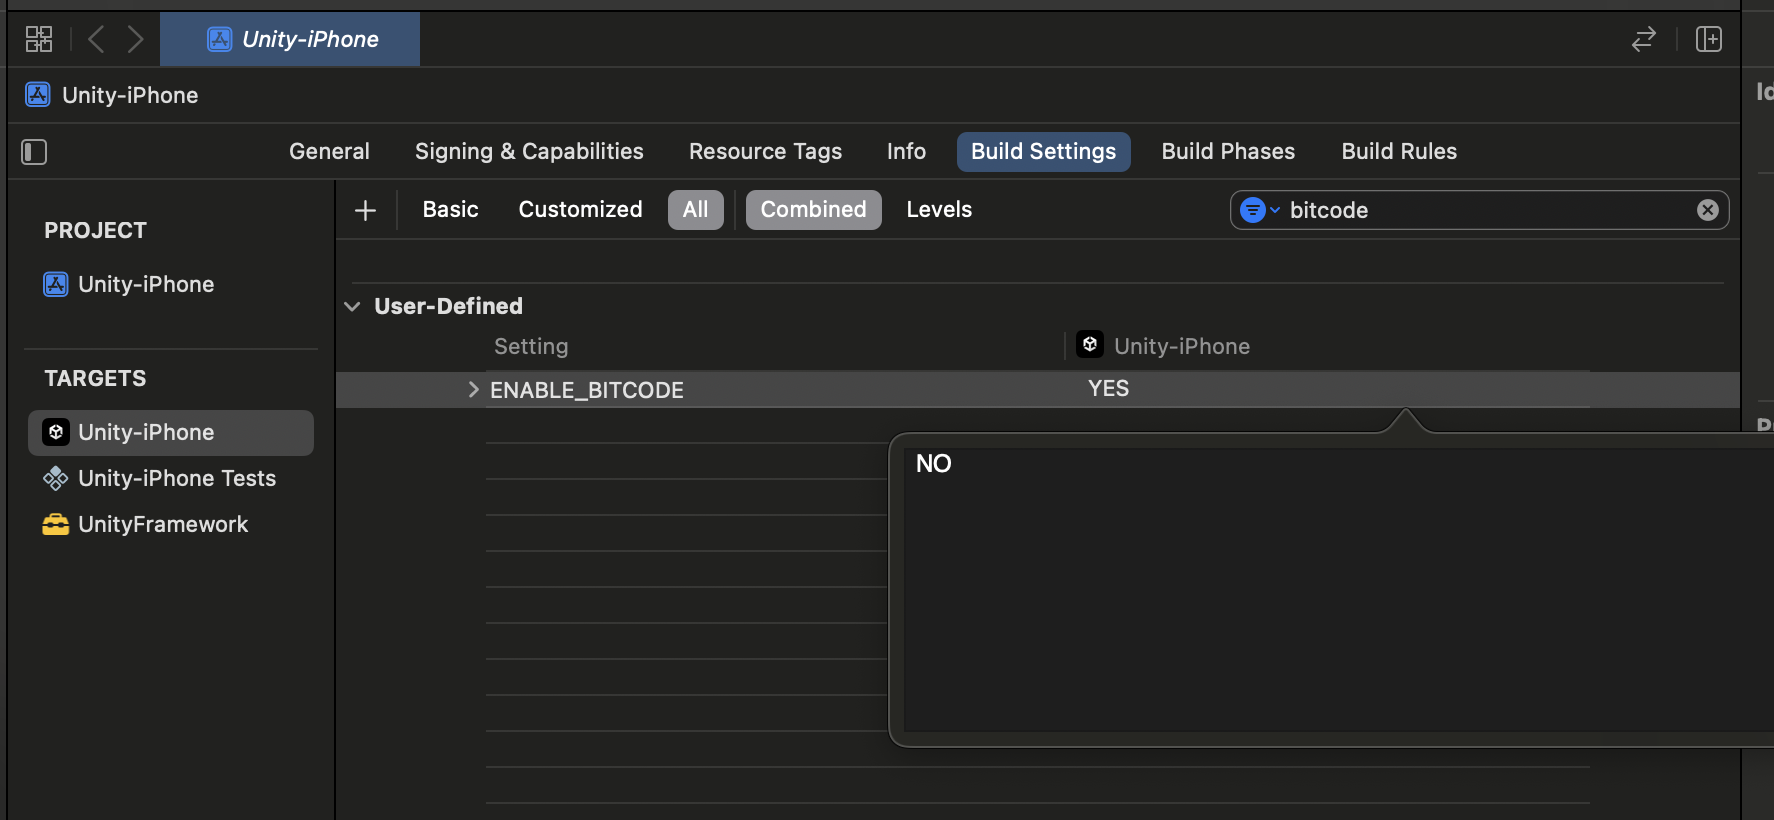 Unity-iPhone
Unity-iPhone
General Signing & Capabilities Resource Tags Info Build Settings Build Phases Build Rules
Basic Customized All Combined Levels bitcode
PROJECT
Unity-iPhone
TARGETS
Unity-iPhone
Unity-iPhone Tests
UnityFramework
User-Defined
Setting Unity-iPhone
ENABLE_BITCODE YES
NO
Id